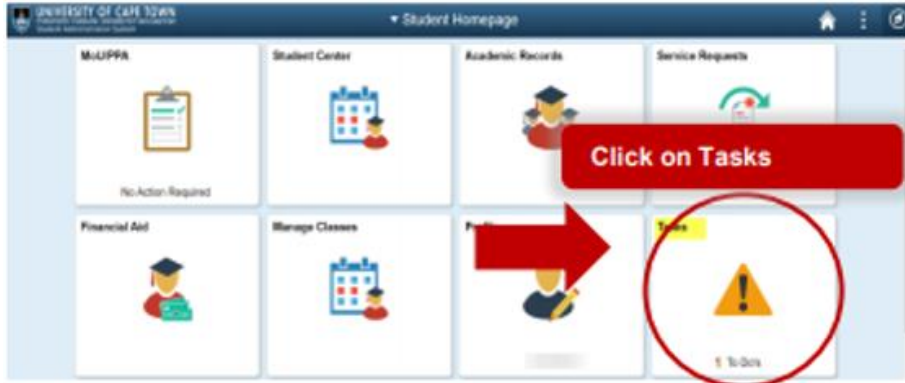 UNIVERSITY OF CAPE TOWN
Student Homepage
MoU/PPA
Student Center
Academic Records
Service Requests
Click on Tasks
No Action Required
Financial Aid
Manage Classes
Tasks
1 To Do's